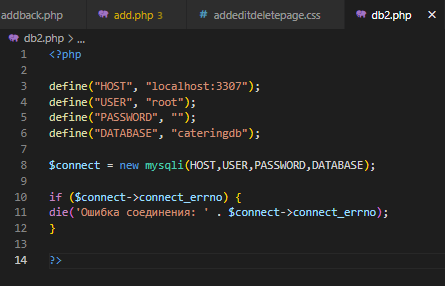 addback.php add.php 3 # addeditdeletepage.css db2.php
db2.php > ...
1 <?php
2
3 define("HOST", "localhost:3307");
4 define("USER", "root");
5 define("PASSWORD", "");
6 define("DATABASE", "cateringdb");
7
8 $connect = new mysqli(HOST,USER,PASSWORD,DATABASE);
9
10 if ($connect->connect_errno) {
11 die('Ошибка соединения: ' . $connect->connect_errno);
12 }
13
14 ?>